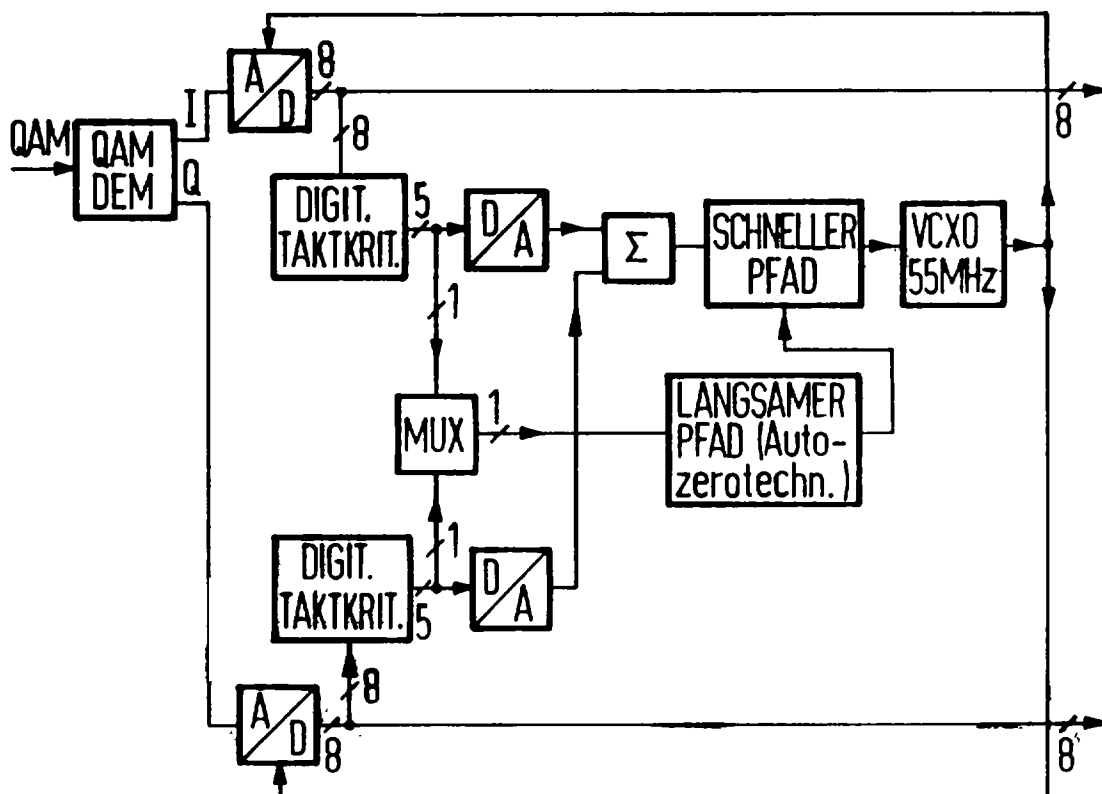 A
D
8
8
8
I
QAM
QAM
DEM
Q
DIGIT.
TAKTKRIT.
5
D
A
Σ
SCHNELLER
PFAD
VCXO
55MHz
1
MUX
1
LANGSAMER
PFAD (Auto-
zerotechn.)
1
DIGIT.
TAKTKRIT.
5
D
A
8
A
D
8
8